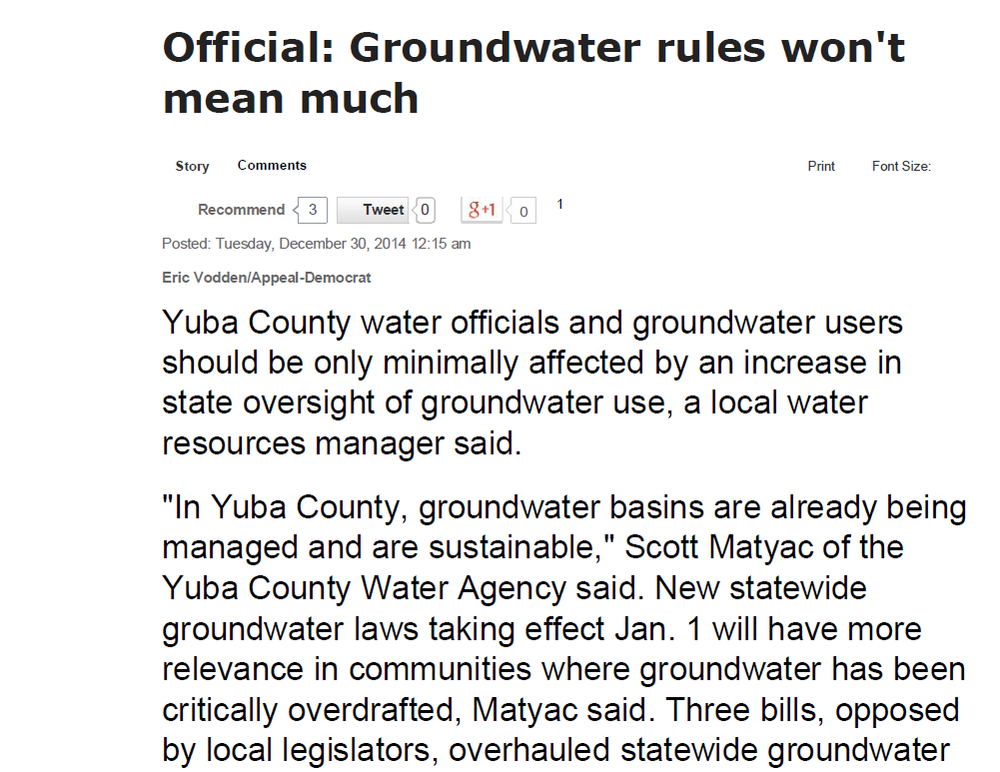 Official: Groundwater rules won't
mean much
Story Comments Print Font Size:
Recommend 3 Tweet 0 g+1 0 1
Posted: Tuesday, December 30, 2014 12:15 am
Eric Vodden/Appeal-Democrat
Yuba County water officials and groundwater users
should be only minimally affected by an increase in
state oversight of groundwater use, a local water
resources manager said.
"In Yuba County, groundwater basins are already being
managed and are sustainable," Scott Matyac of the
Yuba County Water Agency said. New statewide
groundwater laws taking effect Jan. 1 will have more
relevance in communities where groundwater has been
critically overdrafted, Matyac said. Three bills, opposed
by local legislators, overhauled statewide groundwater